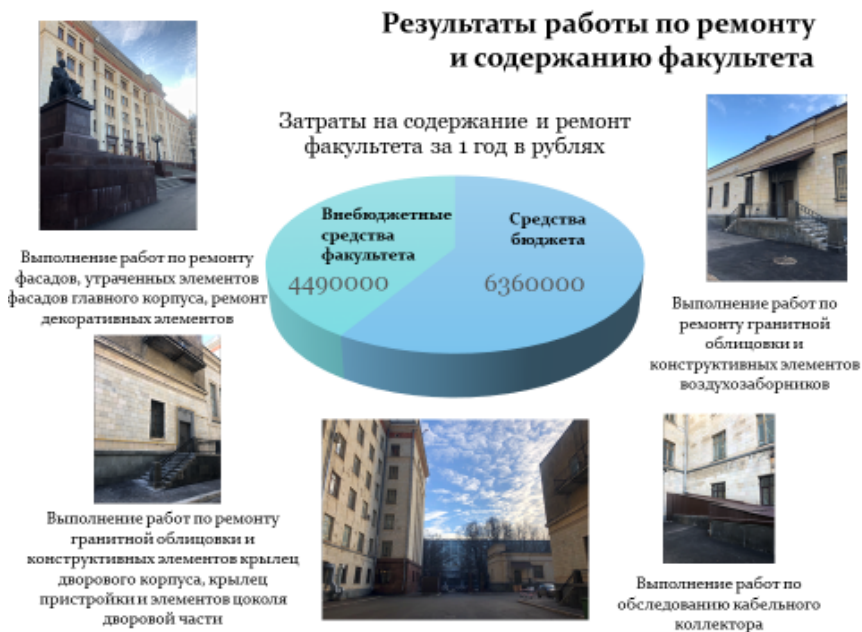 Результаты работы по ремонту
и содержанию факультета
Затраты на содержание и ремонт
факультета за 1 год в рублях
Внебюджетные
средства
факультета
4490000
Средства
бюджета
6360000
Выполнение работ по ремонту
фасадов, утраченных элементов
фасадов главного корпуса, ремонт
декоративных элементов
Выполнение работ по
ремонту гранитной
облицовки и
конструктивных элементов
воздухозаборников
Выполнение работ по ремонту
гранитной облицовки и
конструктивных элементов крылец
дворового корпуса, крылец
пристройки и элементов цоколя
дворовой части
Выполнение работ по
обследованию кабельного
коллектора